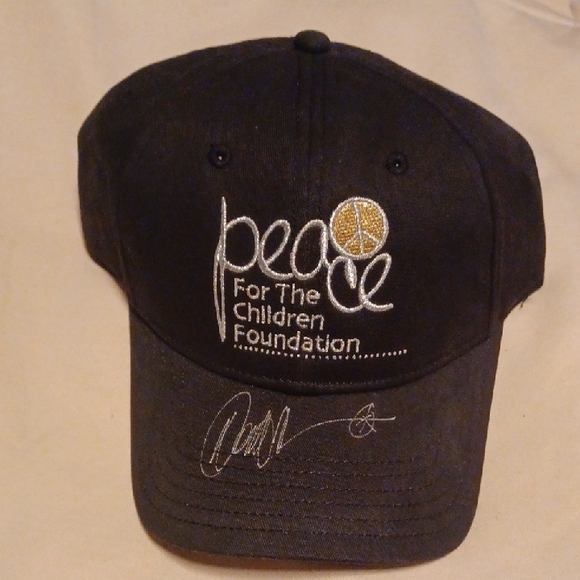 peace
For The
Children
Foundation